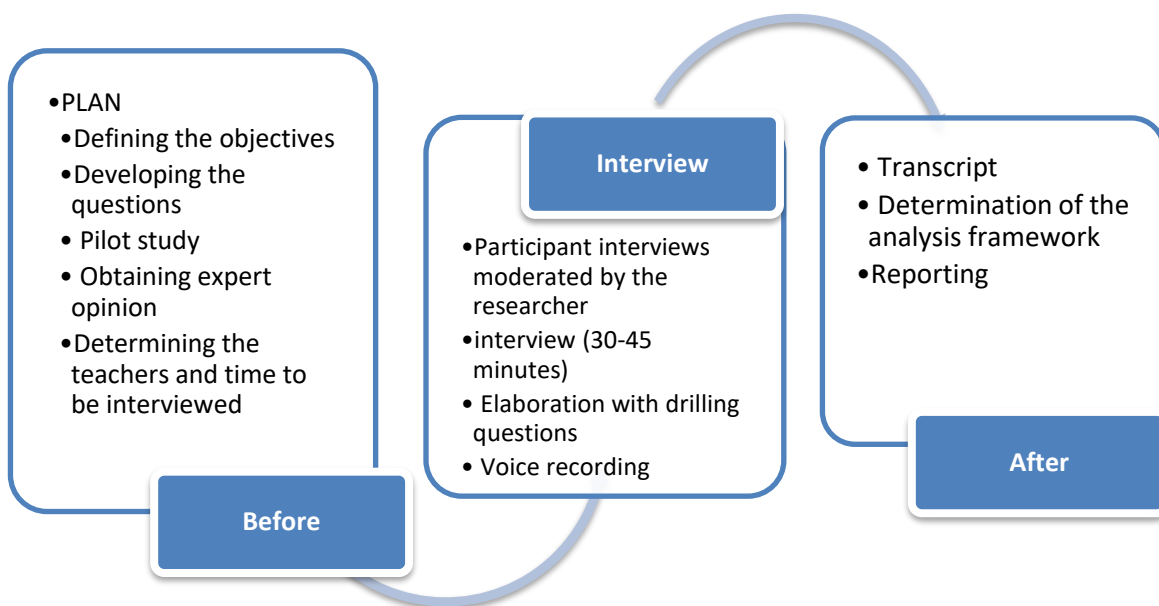 •PLAN
•Defining the objectives
•Developing the
questions
• Pilot study
• Obtaining expert
opinion
•Determining the
teachers and time to
be interviewed
Before
Interview
•Participant interviews
moderated by the
researcher
•interview (30-45
minutes)
• Elaboration with drilling
questions
• Voice recording
• Transcript
• Determination of the
analysis framework
•Reporting
After